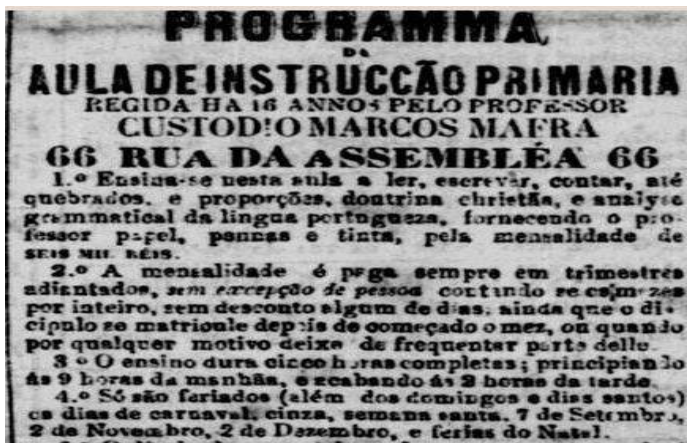 PROGRAMMA
DA
AULA DE INSTRUCCÃO PRIMARIA
REGIDA HA 16 ANNOS PELO PROFESSOR
CUSTODIO MARCOS MAFRA
66 RUA DA ASSEMBLÉA 66
1.º Ensina-se nesta aula a ler, escrever, contar, até
quebrados, e proporções, doutrina christãa, e analyse
grammatical da lingua portugueza, fornecendo o pro-
fessor papel, pennas e tinta, pela mensalidade de
SEIS MIL RÉIS.
2.º A mensalidade é paga sempre em trimestres
adiantados, sem excepção de pessoa contando se os mezes
por inteiro, sem desconto algum de dias, ainda que o di-
cipulo se matricule depois de começado o mez, ou quando
por qualquer motivo deixe de frequentar parte delle.
3 º O ensino dura cinco horas completas; principiando
ás 9 horas da manhãa, e acabando ás 2 horas da tarde.
4.º Só são feriados (além dos domingos e dias santos)
os dias de carnaval, cinza, semana santa, 7 de Setembro,
2 de Novembro, 2 de Dezembro, e ferias do Natal.